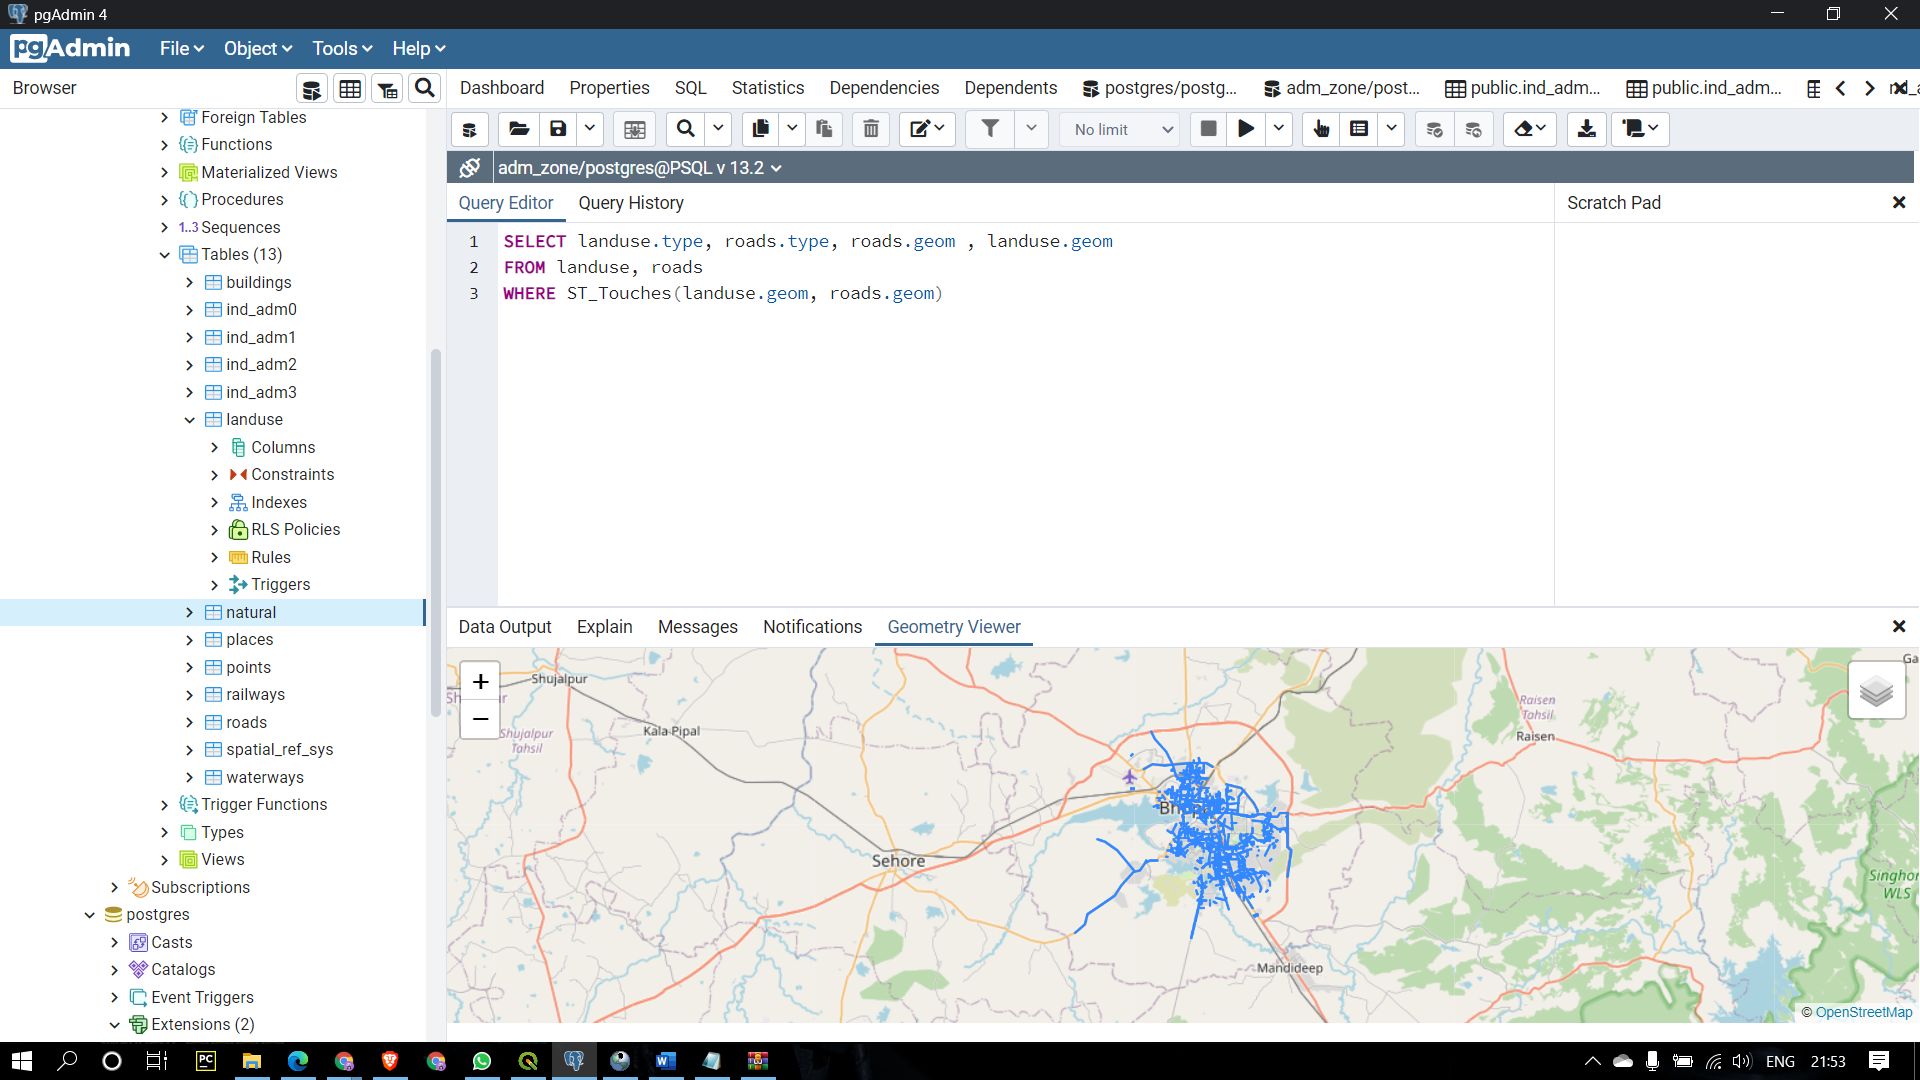 pgAdmin 4
pgAdmin File Object Tools Help
Browser
Dashboard Properties SQL Statistics Dependencies Dependents postgres/postg... adm_zone/post... public.ind_adm... public.ind_adm...
No limit
adm_zone/postgres@PSQL v 13.2
Query Editor Query History
Scratch Pad
1 SELECT landuse.type, roads.type, roads.geom , landuse.geom
2 FROM landuse, roads
3 WHERE ST_Touches(landuse.geom, roads.geom)
Foreign Tables
Functions
Materialized Views
Procedures
1..3 Sequences
Tables (13)
buildings
ind_adm0
ind_adm1
ind_adm2
ind_adm3
landuse
Columns
Constraints
Indexes
RLS Policies
Rules
Triggers
natural
places
points
railways
roads
spatial_ref_sys
waterways
Trigger Functions
Types
Views
Subscriptions
postgres
Casts
Catalogs
Event Triggers
Extensions (2)
Data Output Explain Messages Notifications Geometry Viewer
+
−
Shujalpur
Shujalpur
Tahsil
Kala Pipal
Sehore
Mandideep
Raisen
Tahsil
Raisen
WLS
© OpenStreetMap
PC
ENG 21:53